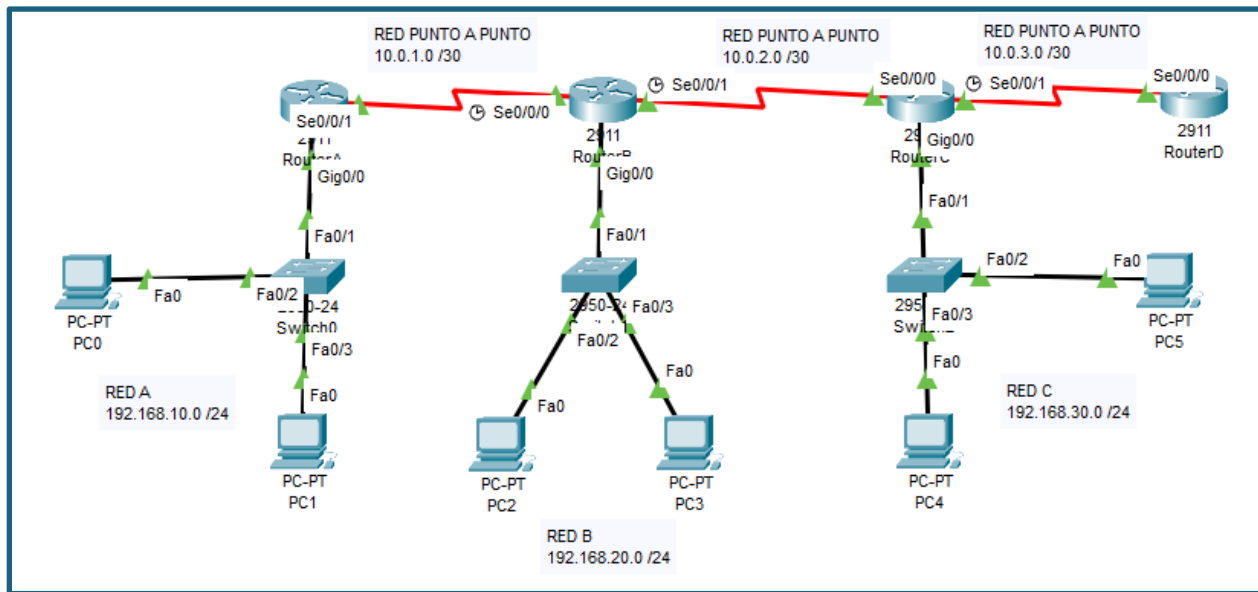 RED PUNTO A PUNTO
10.0.1.0 /30
RED PUNTO A PUNTO
10.0.2.0 /30
RED PUNTO A PUNTO
10.0.3.0 /30
Se0/0/1
Se0/0/0
Se0/0/1
Se0/0/0
Se0/0/1
Se0/0/0
2911
RouterD
Gig0/0
Gig0/0
Gig0/0
Fa0/1
Fa0/1
Fa0/1
Fa0
Fa0/2
Fa0/3
Switch0
PC-PT
PC0
Fa0
PC-PT
PC1
RED A
192.168.10.0 /24
Fa0/3
Fa0/2
Fa0
Fa0
PC-PT
PC2
PC-PT
PC3
RED B
192.168.20.0 /24
Fa0/2
Fa0
Fa0/3
PC-PT
PC5
Fa0
PC-PT
PC4
RED C
192.168.30.0 /24